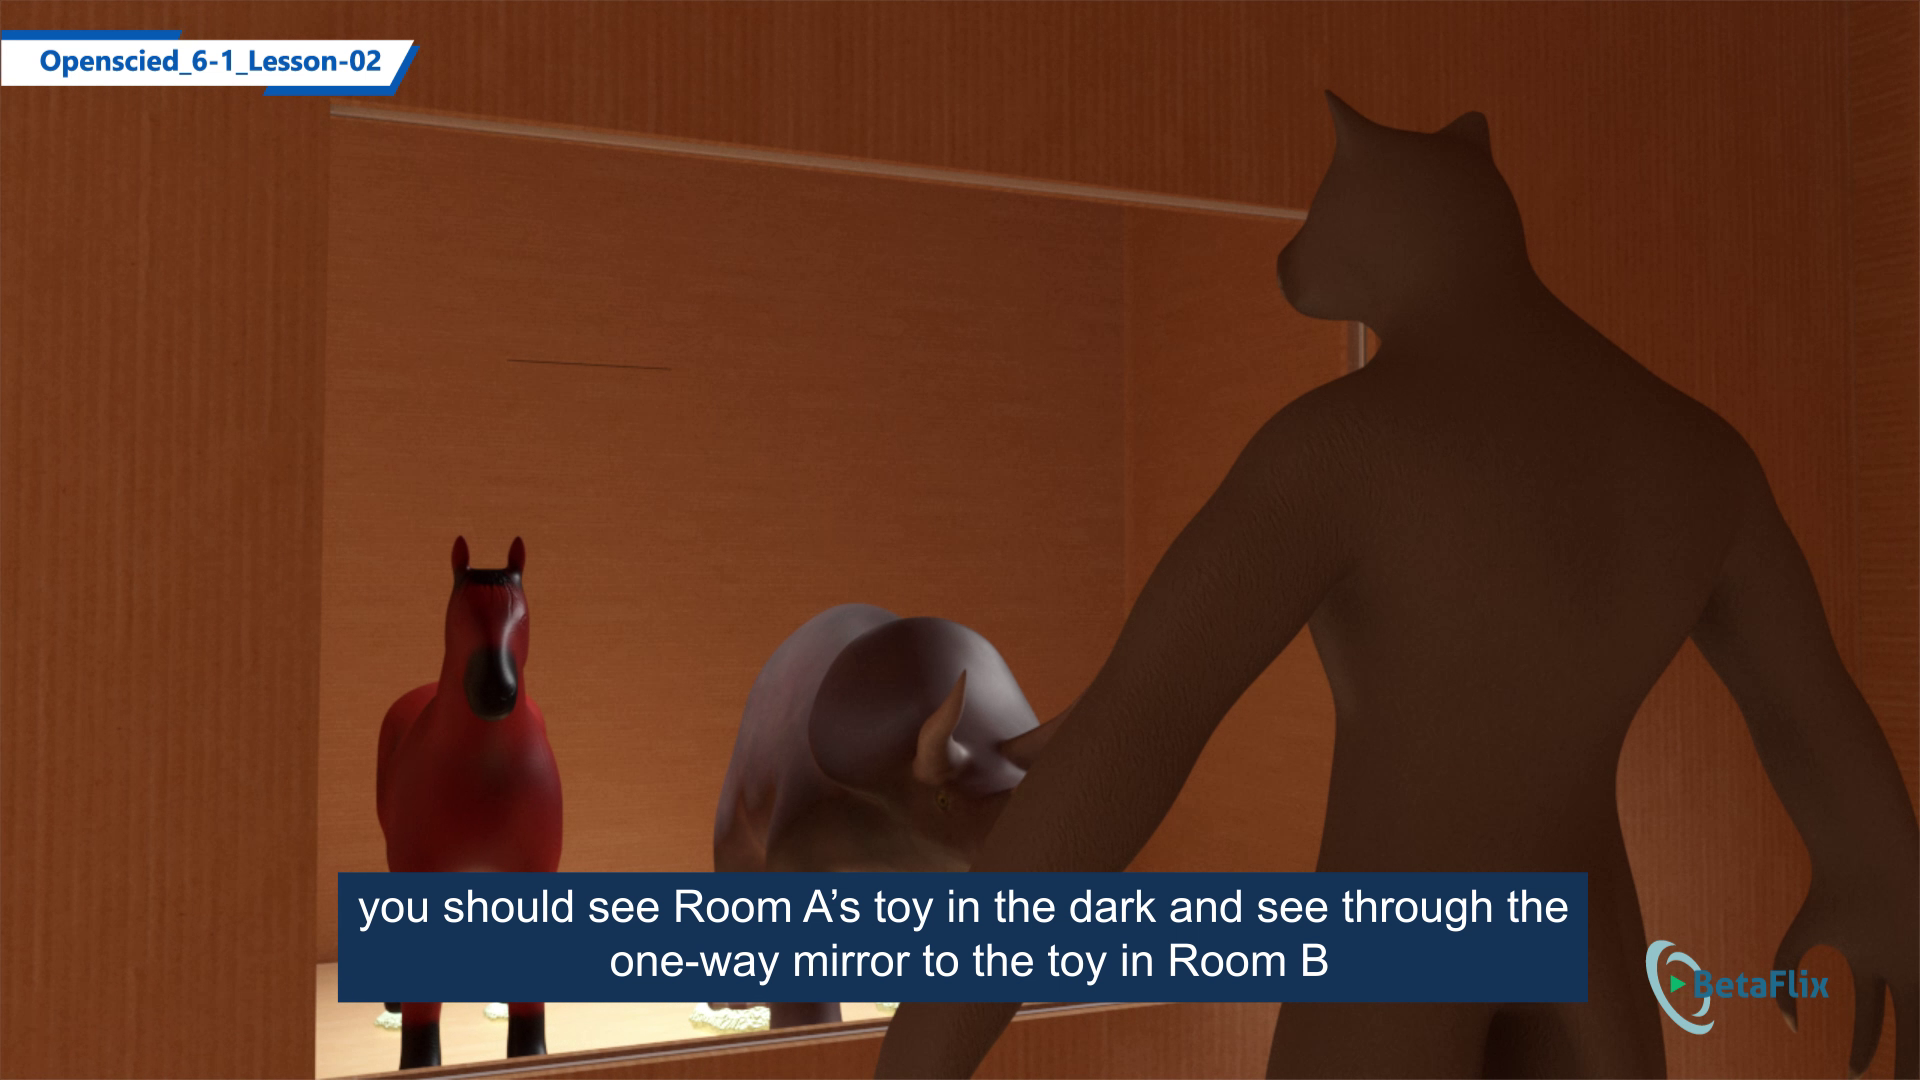 Openscied_6-1_Lesson-02
you should see Room A’s toy in the dark and see through the
one-way mirror to the toy in Room B
BetaFlix